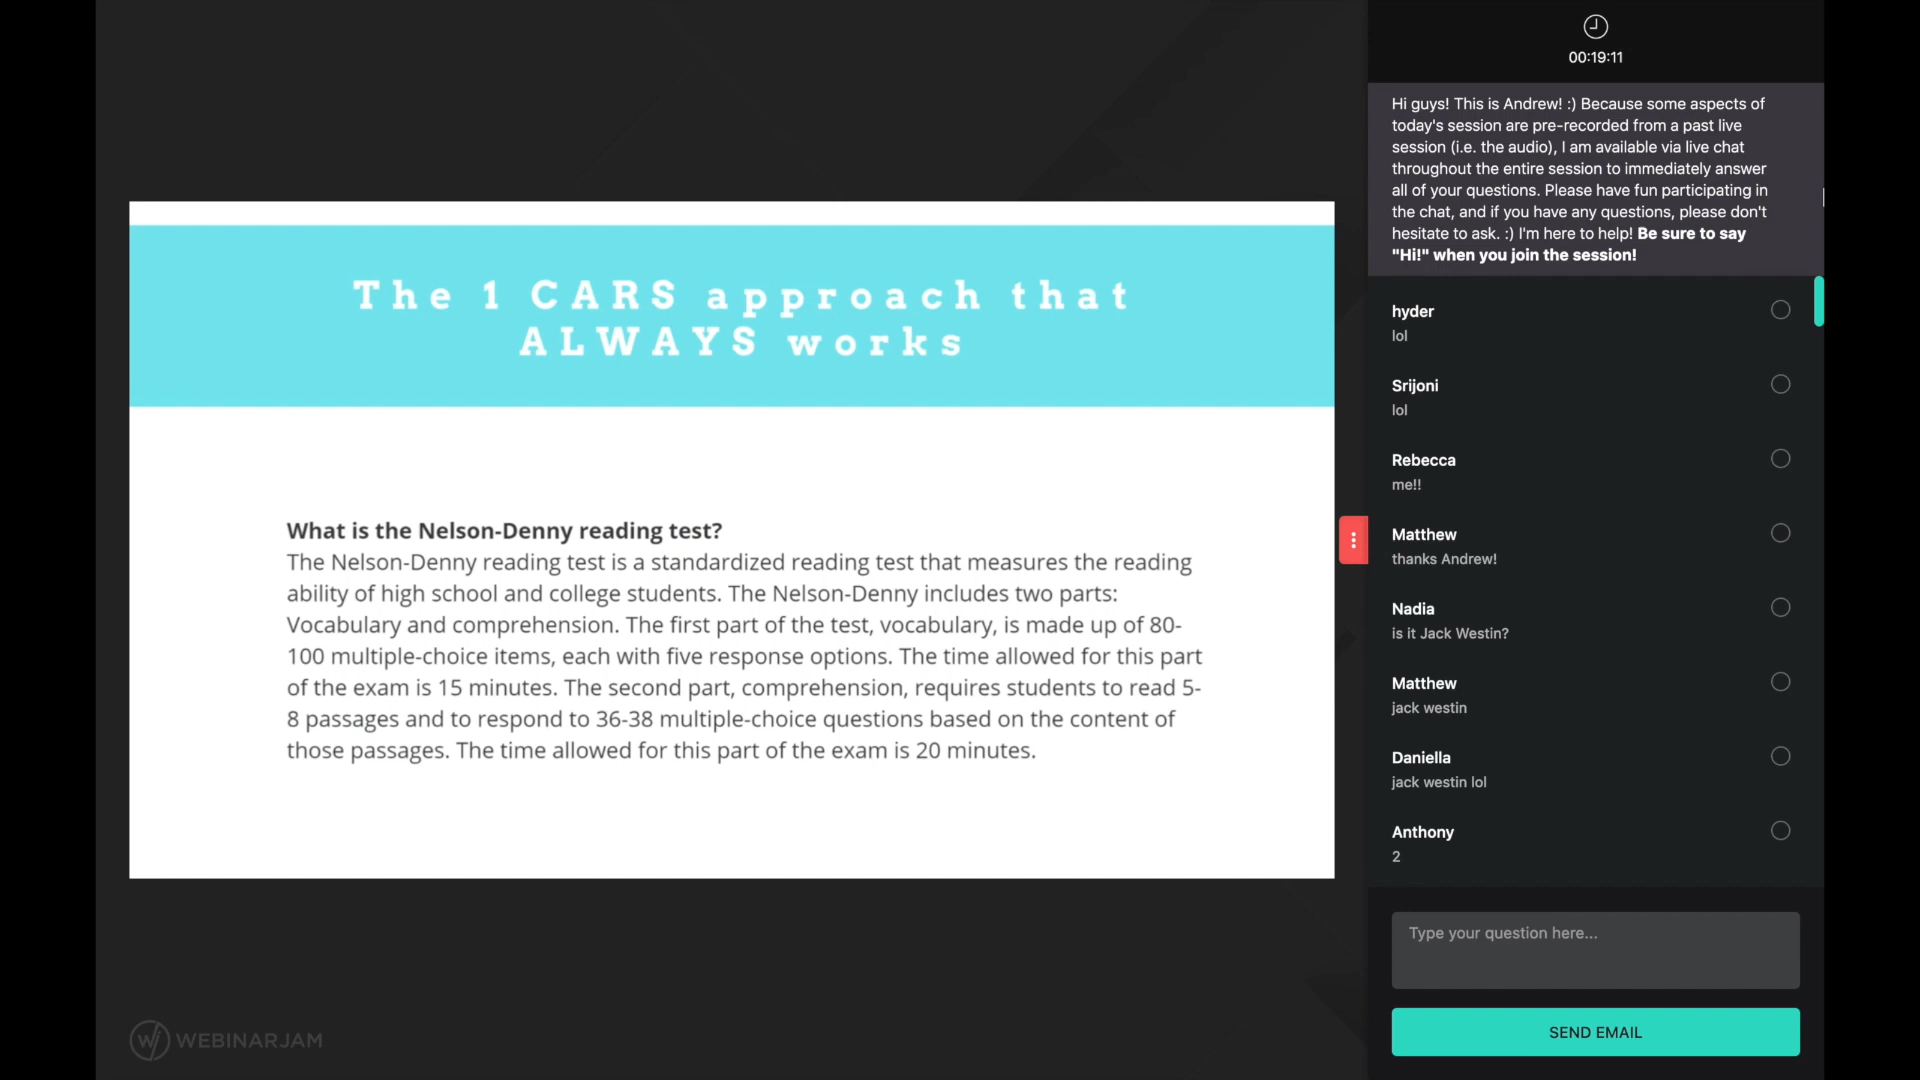 The 1 CARS approach that
ALWAYS works
What is the Nelson-Denny reading test?
The Nelson-Denny reading test is a standardized reading test that measures the reading
ability of high school and college students. The Nelson-Denny includes two parts:
Vocabulary and comprehension. The first part of the test, vocabulary, is made up of 80-
100 multiple-choice items, each with five response options. The time allowed for this part
of the exam is 15 minutes. The second part, comprehension, requires students to read 5-
8 passages and to respond to 36-38 multiple-choice questions based on the content of
those passages. The time allowed for this part of the exam is 20 minutes.
WEBINARJAM
00:19:11
Hi guys! This is Andrew! :) Because some aspects of
today's session are pre-recorded from a past live
session (i.e. the audio), I am available via live chat
throughout the entire session to immediately answer
all of your questions. Please have fun participating in
the chat, and if you have any questions, please don't
hesitate to ask. :) I'm here to help! Be sure to say
"Hi!" when you join the session!
hyder
lol
Srijoni
lol
Rebecca
me!!
Matthew
thanks Andrew!
Nadia
is it Jack Westin?
Matthew
jack westin
Daniella
jack westin lol
Anthony
2
Type your question here...
SEND EMAIL